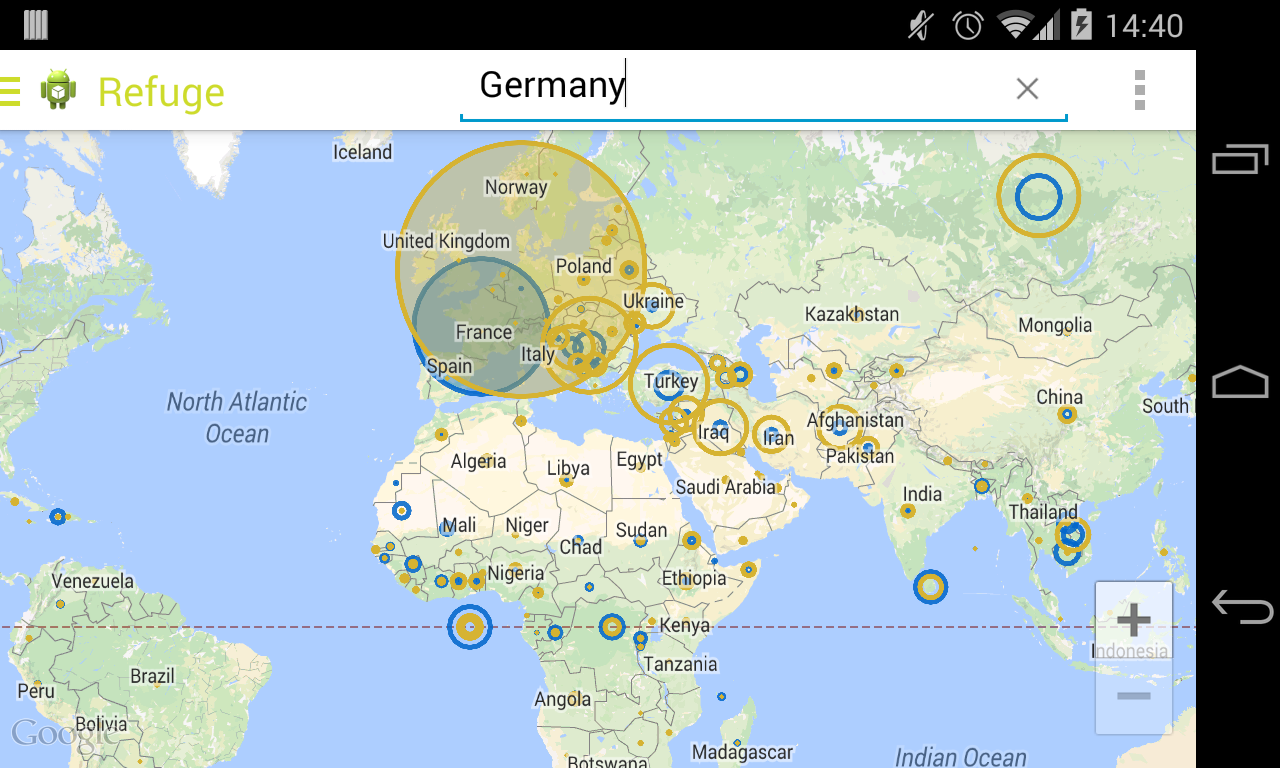 14:40
Refuge
Germany
Iceland
Norway
United Kingdom
Poland
Ukraine
Kazakhstan
Mongolia
France
Italy
Spain
Turkey
North Atlantic
Ocean
China
South
Afghanistan
Iraq
Iran
Pakistan
Algeria
Libya
Egypt
Saudi Arabia
India
Thailand
Mali
Niger
Sudan
Chad
Nigeria
Ethiopia
Venezuela
Kenya
Indonesia
Tanzania
Brazil
Peru
Angola
Bolivia
Google
Madagascar
Indian Ocean
Botswana